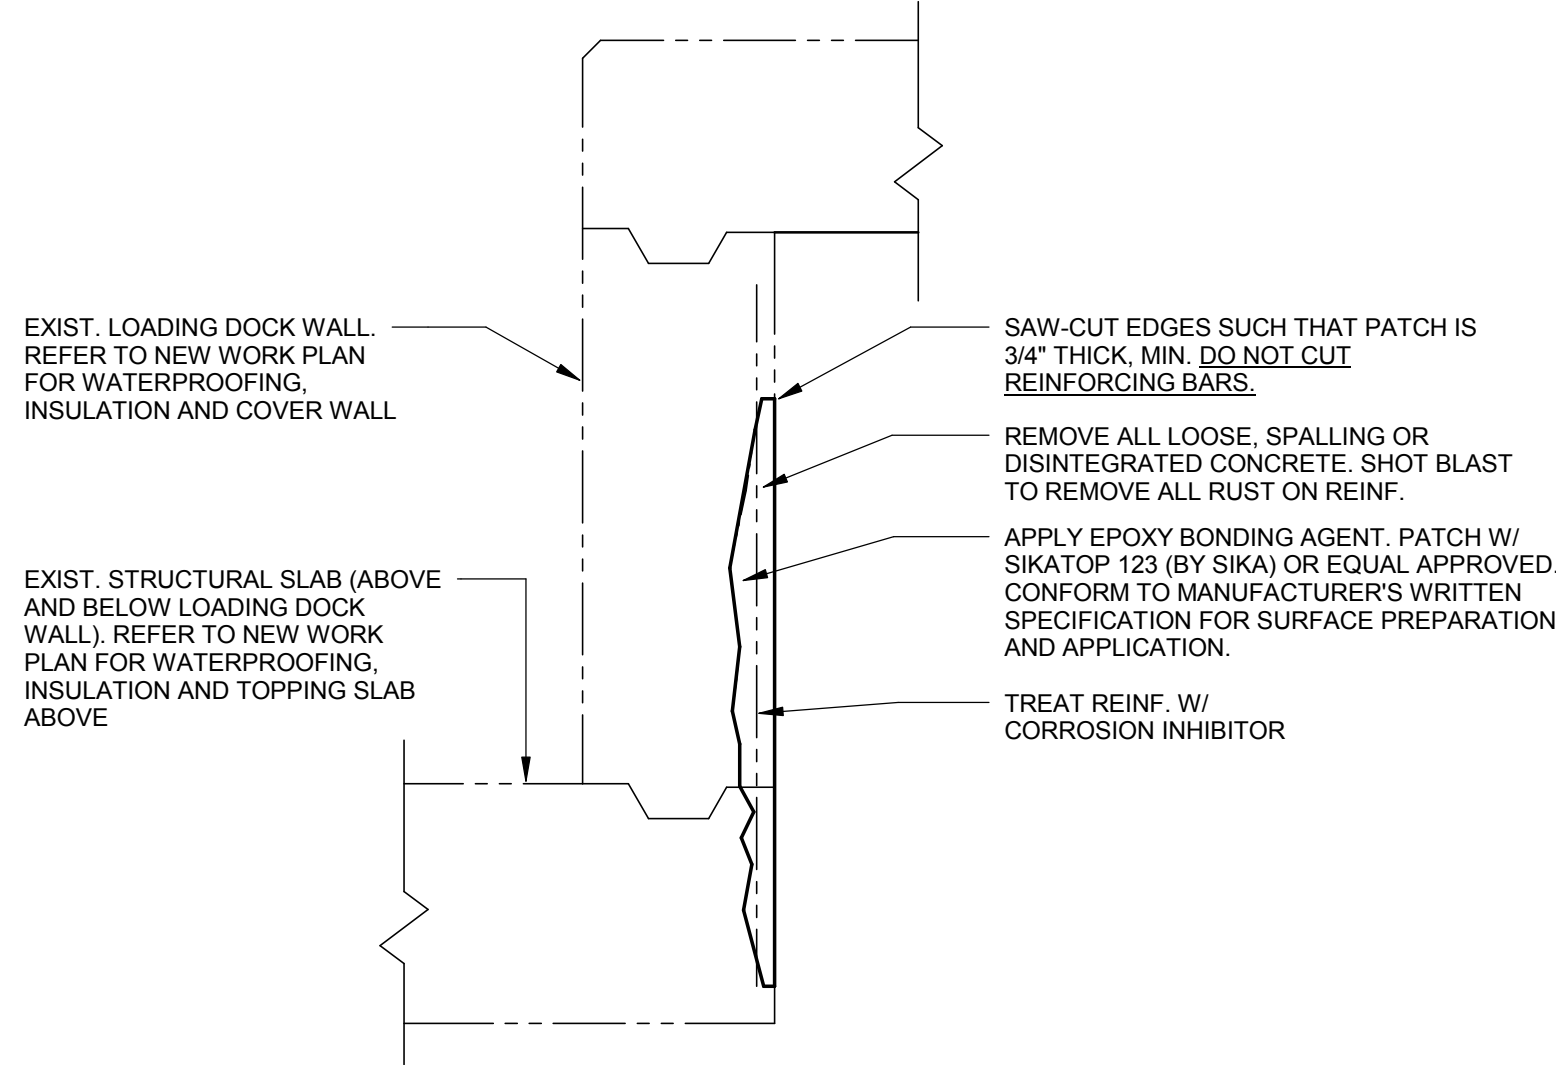 EXIST. LOADING DOCK WALL.
REFER TO NEW WORK PLAN
FOR WATERPROOFING,
INSULATION AND COVER WALL
EXIST. STRUCTURAL SLAB (ABOVE
AND BELOW LOADING DOCK
WALL). REFER TO NEW WORK
PLAN FOR WATERPROOFING,
INSULATION AND TOPPING SLAB
ABOVE
SAW-CUT EDGES SUCH THAT PATCH IS
3/4" THICK, MIN. DO NOT CUT
REINFORCING BARS.
REMOVE ALL LOOSE, SPALLING OR
DISINTEGRATED CONCRETE. SHOT BLAST
TO REMOVE ALL RUST ON REINF.
APPLY EPOXY BONDING AGENT. PATCH W/
SIKATOP 123 (BY SIKA) OR EQUAL APPROVED.
CONFORM TO MANUFACTURER'S WRITTEN
SPECIFICATION FOR SURFACE PREPARATION
AND APPLICATION.
TREAT REINF. W/
CORROSION INHIBITOR